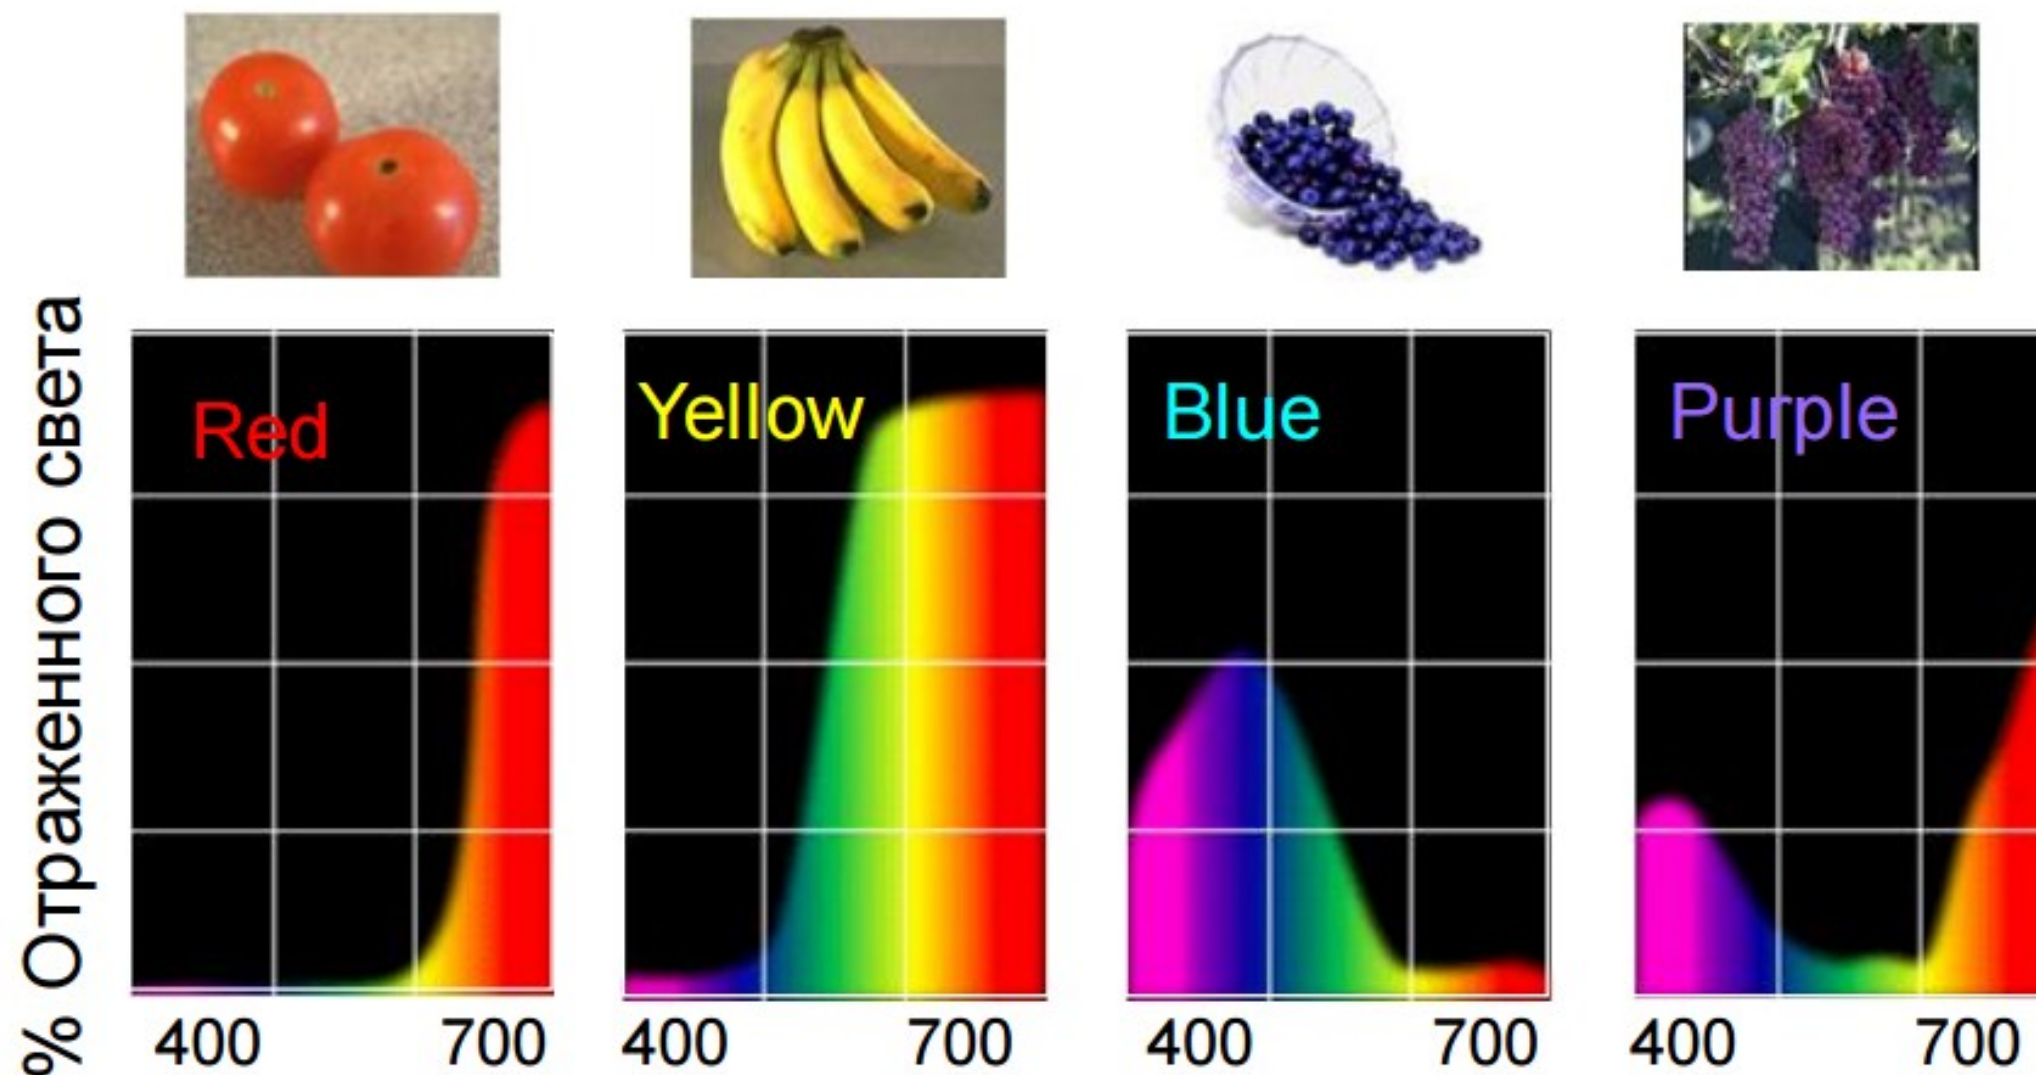 % Отраженного света
Red
Yellow
Blue
Purple
400 700
400 700
400 700
400 700